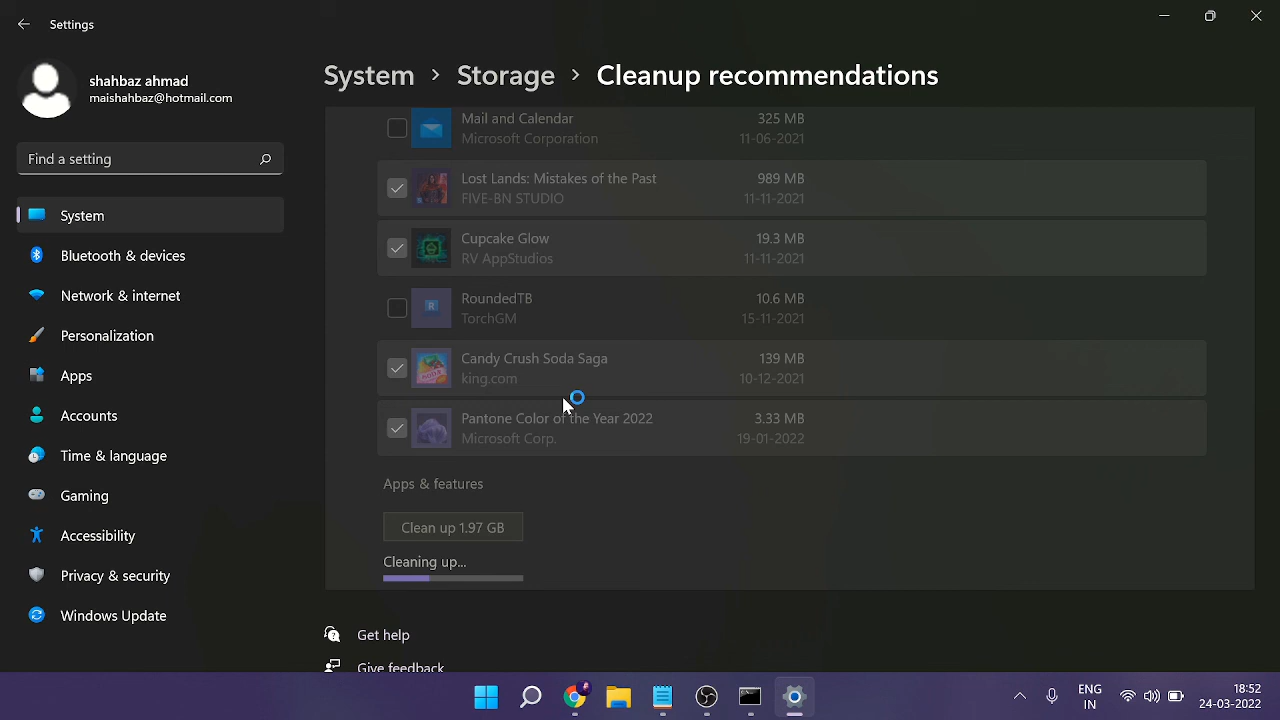 Settings
shahbaz ahmad
maishahbaz@hotmail.com
Find a setting
System
Bluetooth & devices
Network & internet
Personalization
Apps
Accounts
Time & language
Gaming
Accessibility
Privacy & security
Windows Update
System > Storage > Cleanup recommendations
Mail and Calendar 325 MB
Microsoft Corporation 11-06-2021
Lost Lands: Mistakes of the Past 989 MB
FIVE-BN STUDIO 11-11-2021
Cupcake Glow 19.3 MB
RV AppStudios 11-11-2021
R
RoundedTB 10.6 MB
TorchGM 15-11-2021
Candy Crush Soda Saga 139 MB
king.com 10-12-2021
Pantone Color of the Year 2022 3.33 MB
Microsoft Corp. 19-01-2022
Apps & features
Clean up 1.97 GB
Cleaning up...
Get help
Give feedback
ENG 18:52
IN 24-03-2022